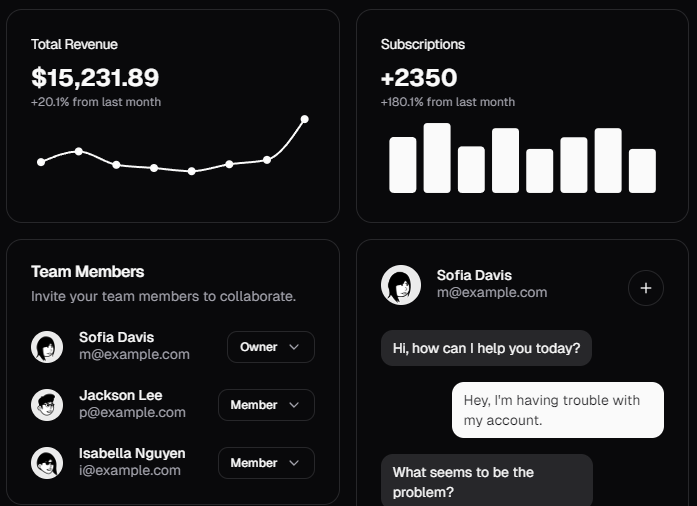 Total Revenue
$15,231.89
+20.1% from last month
Subscriptions
+2350
+180.1% from last month
Team Members
Invite your team members to collaborate.
Sofia Davis
m@example.com
Owner
Jackson Lee
p@example.com
Member
Isabella Nguyen
i@example.com
Member
Sofia Davis
m@example.com
Hi, how can I help you today?
Hey, I'm having trouble with
my account.
What seems to be the
problem?